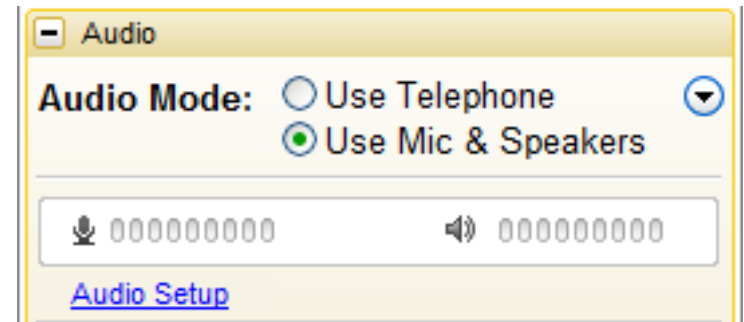 Audio
Audio Mode: Use Telephone
Use Mic & Speakers
Audio Setup